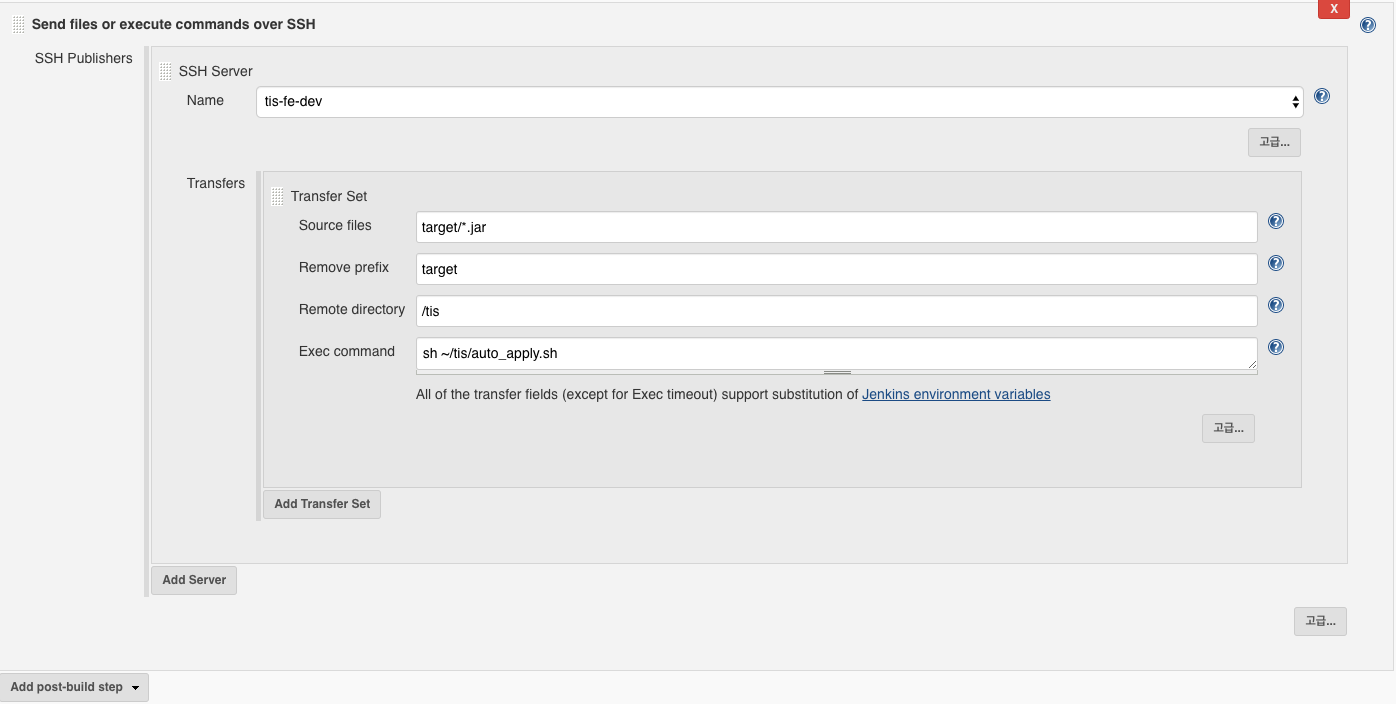 X
Send files or execute commands over SSH
SSH Publishers
SSH Server
Name
tis-fe-dev
고급...
Transfers
Transfer Set
Source files
target/*.jar
Remove prefix
target
Remote directory
/tis
Exec command
sh ~/tis/auto_apply.sh
All of the transfer fields (except for Exec timeout) support substitution of Jenkins environment variables
고급...
Add Transfer Set
Add Server
고급...
Add post-build step